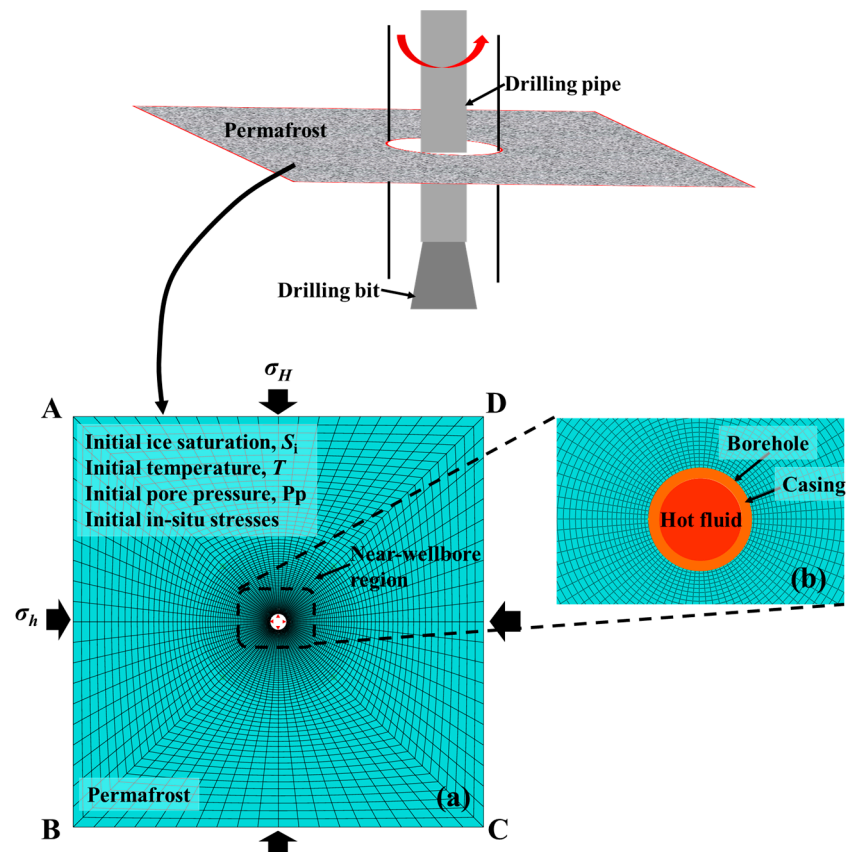 Drilling pipe
Permafrost
Drilling bit
σH
A
D
Initial ice saturation, Si
Initial temperature, T
Initial pore pressure, Pp
Initial in-situ stresses
Near-wellbore
region
σh
Permafrost
(a)
B
C
Borehole
Casing
Hot fluid
(b)